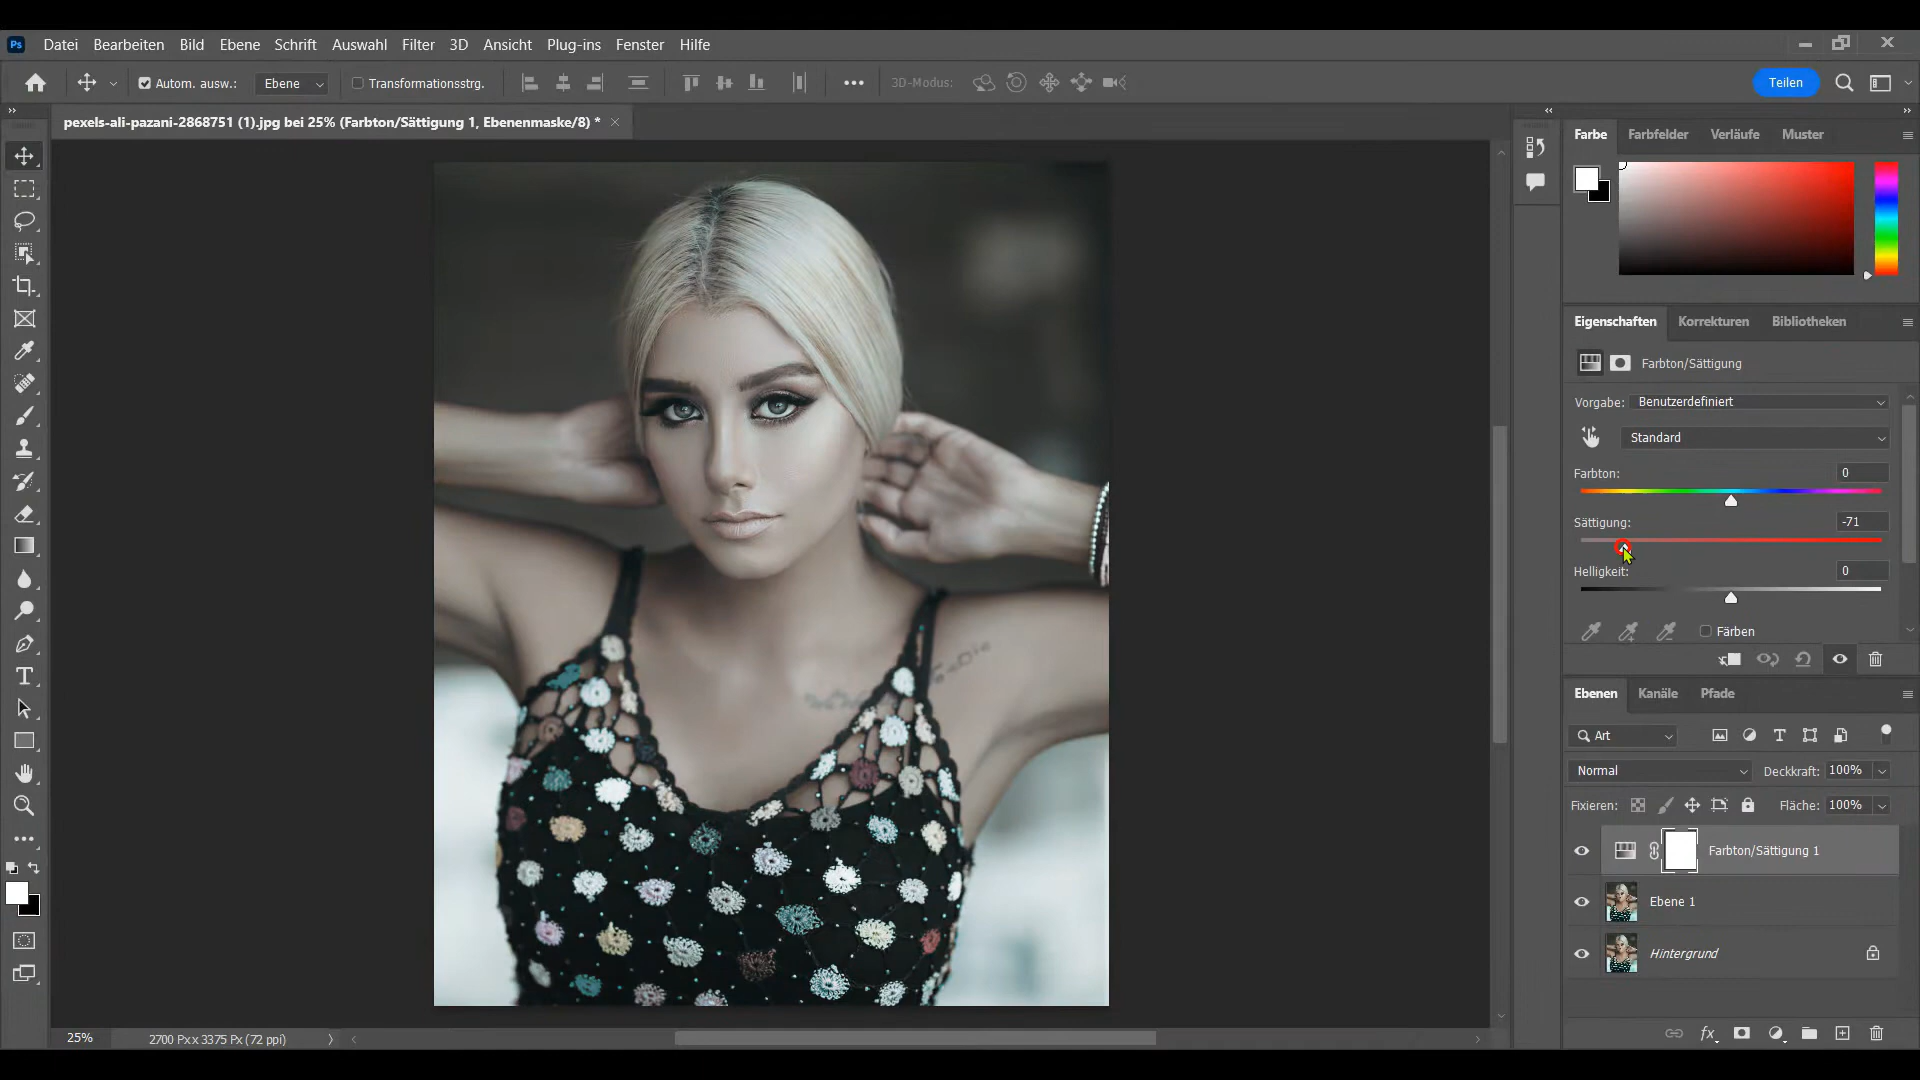 Ps Datei Bearbeiten Bild Ebene Schrift Auswahl Filter 3D Ansicht Plug-ins Fenster Hilfe
Autom. ausw.: Ebene Transformationsstrg. 3D-Modus: Teilen
pexels-ali-pazani-2868751 (1).jpg bei 25% (Farbton/Sättigung 1, Ebenenmaske/8) *
Farbe Farbfelder Verläufe Muster
Eigenschaften Korrekturen Bibliotheken
Farbton/Sättigung
Vorgabe: Benutzerdefiniert
Standard
Farbton: 0
Sättigung: -71
Helligkeit: 0
Färben
Ebenen Kanäle Pfade
Art
Normal Deckkraft: 100%
Fixieren: Fläche: 100%
Farbton/Sättigung 1
Ebene 1
Hintergrund
fx
25% 2700 Px x 3375 Px (72 ppi)